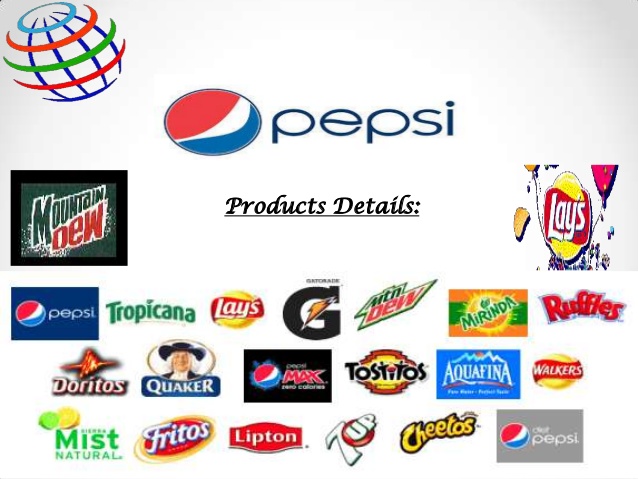 pepsi
MOUNTAIN
DEW
Products Details:
Lay's
GATORADE
pepsi
Tropicana
Lay's
G
Mtn
DEW
MIRINDA
Ruffles
Doritos
QUAKER
pepsi
MAX
zero calories
TOSTITOS
AQUAFINA
Pure Water • Perfect Taste
WALKERS
SIERRA
Mist
NATURAL
Fritos
Lipton
7UP
Cheetos
diet
pepsi